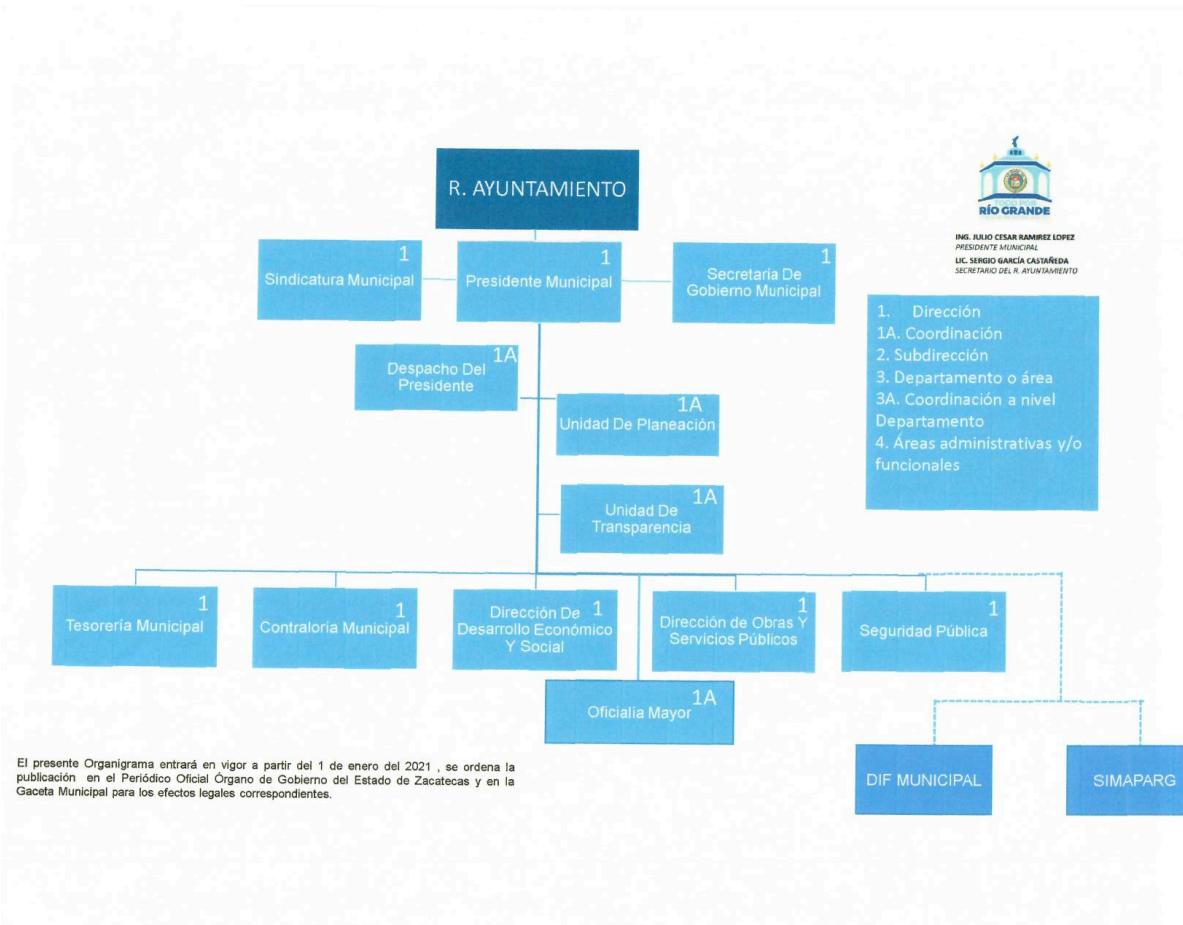 R. AYUNTAMIENTO
RÍO GRANDE
ING. JULIO CESAR RAMIREZ LOPEZ
PRESIDENTE MUNICIPAL
LIC. SERGIO GARCÍA CASTAÑEDA
SECRETARIO DEL R. AYUNTAMIENTO
1
Sindicatura Municipal
1
Presidente Municipal
1
Secretaria De
Gobierno Municipal
1. Dirección
1A. Coordinación
2. Subdirección
3. Departamento o área
3A. Coordinación a nivel
Departamento
4. Áreas administrativas y/o
funcionales
1A
Despacho Del
Presidente
1A
Unidad De Planeación
1A
Unidad De
Transparencia
1
Tesorería Municipal
1
Contraloría Municipal
1
Dirección De
Desarrollo Económico
Y Social
1
Dirección de Obras Y
Servicios Públicos
1
Seguridad Pública
1A
Oficialia Mayor
DIF MUNICIPAL
SIMAPARG
El presente Organigrama entrará en vigor a partir del 1 de enero del 2021 , se ordena la
publicación en el Periódico Oficial Órgano de Gobierno del Estado de Zacatecas y en la
Gaceta Municipal para los efectos legales correspondientes.